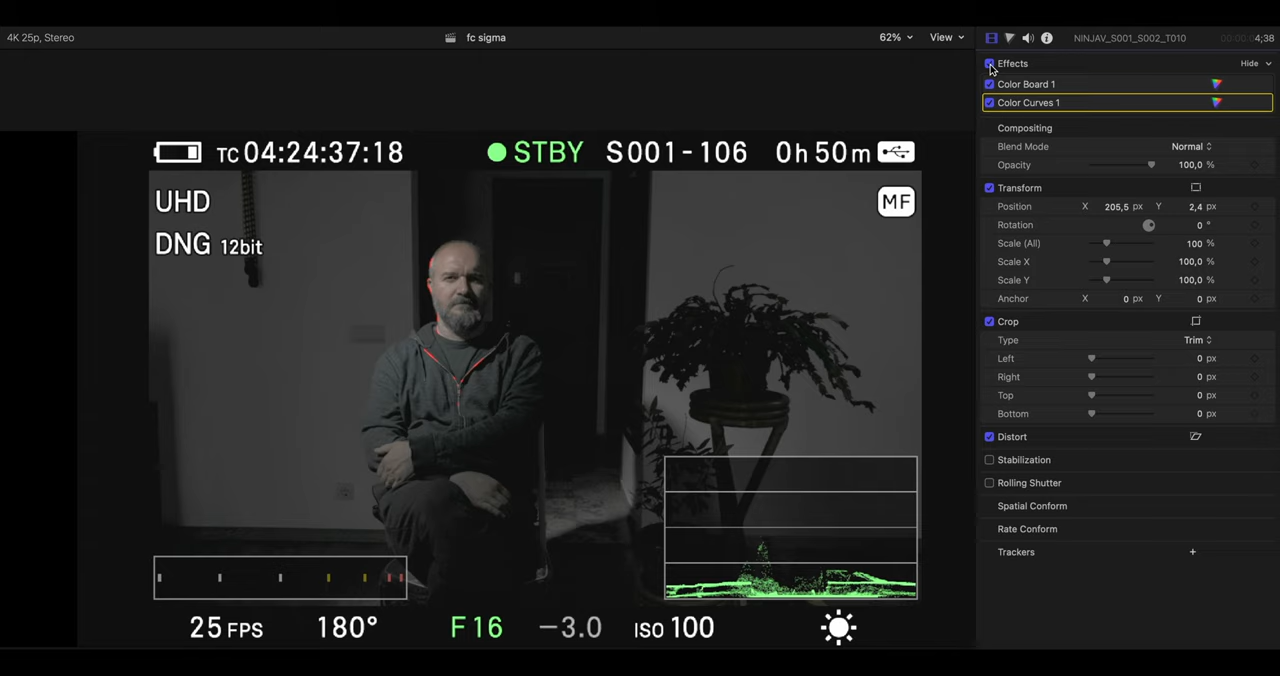 4K 25p, Stereo
fc sigma
62%
View
NINJAV_S001_S002_T010
4;38
Effects
Hide
Color Board 1
Color Curves 1
Compositing
Blend Mode Normal
Opacity 100,0 %
Transform
Position X 205,5 px Y 2,4 px
Rotation 0 °
Scale (All) 100 %
Scale X 100,0 %
Scale Y 100,0 %
Anchor X 0 px Y 0 px
Crop
Type Trim
Left 0 px
Right 0 px
Top 0 px
Bottom 0 px
Distort
Stabilization
Rolling Shutter
Spatial Conform
Rate Conform
Trackers +
TC 04:24:37:18 STBY S001-106 0h 50m
UHD
MF
DNG 12bit
25 FPS 180° F16 −3.0 ISO 100